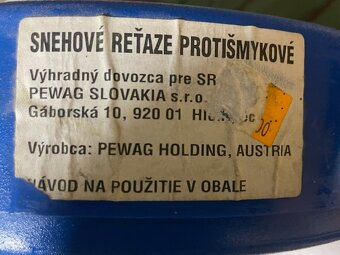 SNEHOVÉ REŤAZE PROTIŠMYKOVÉ
Výhradný dovozca pre SR
PEWAG SLOVAKIA s.r.o.
Gáborská 10, 920 01
Výrobca: PEWAG HOLDING, AUSTRIA
NÁVOD NA POUŽITIE V OBALE